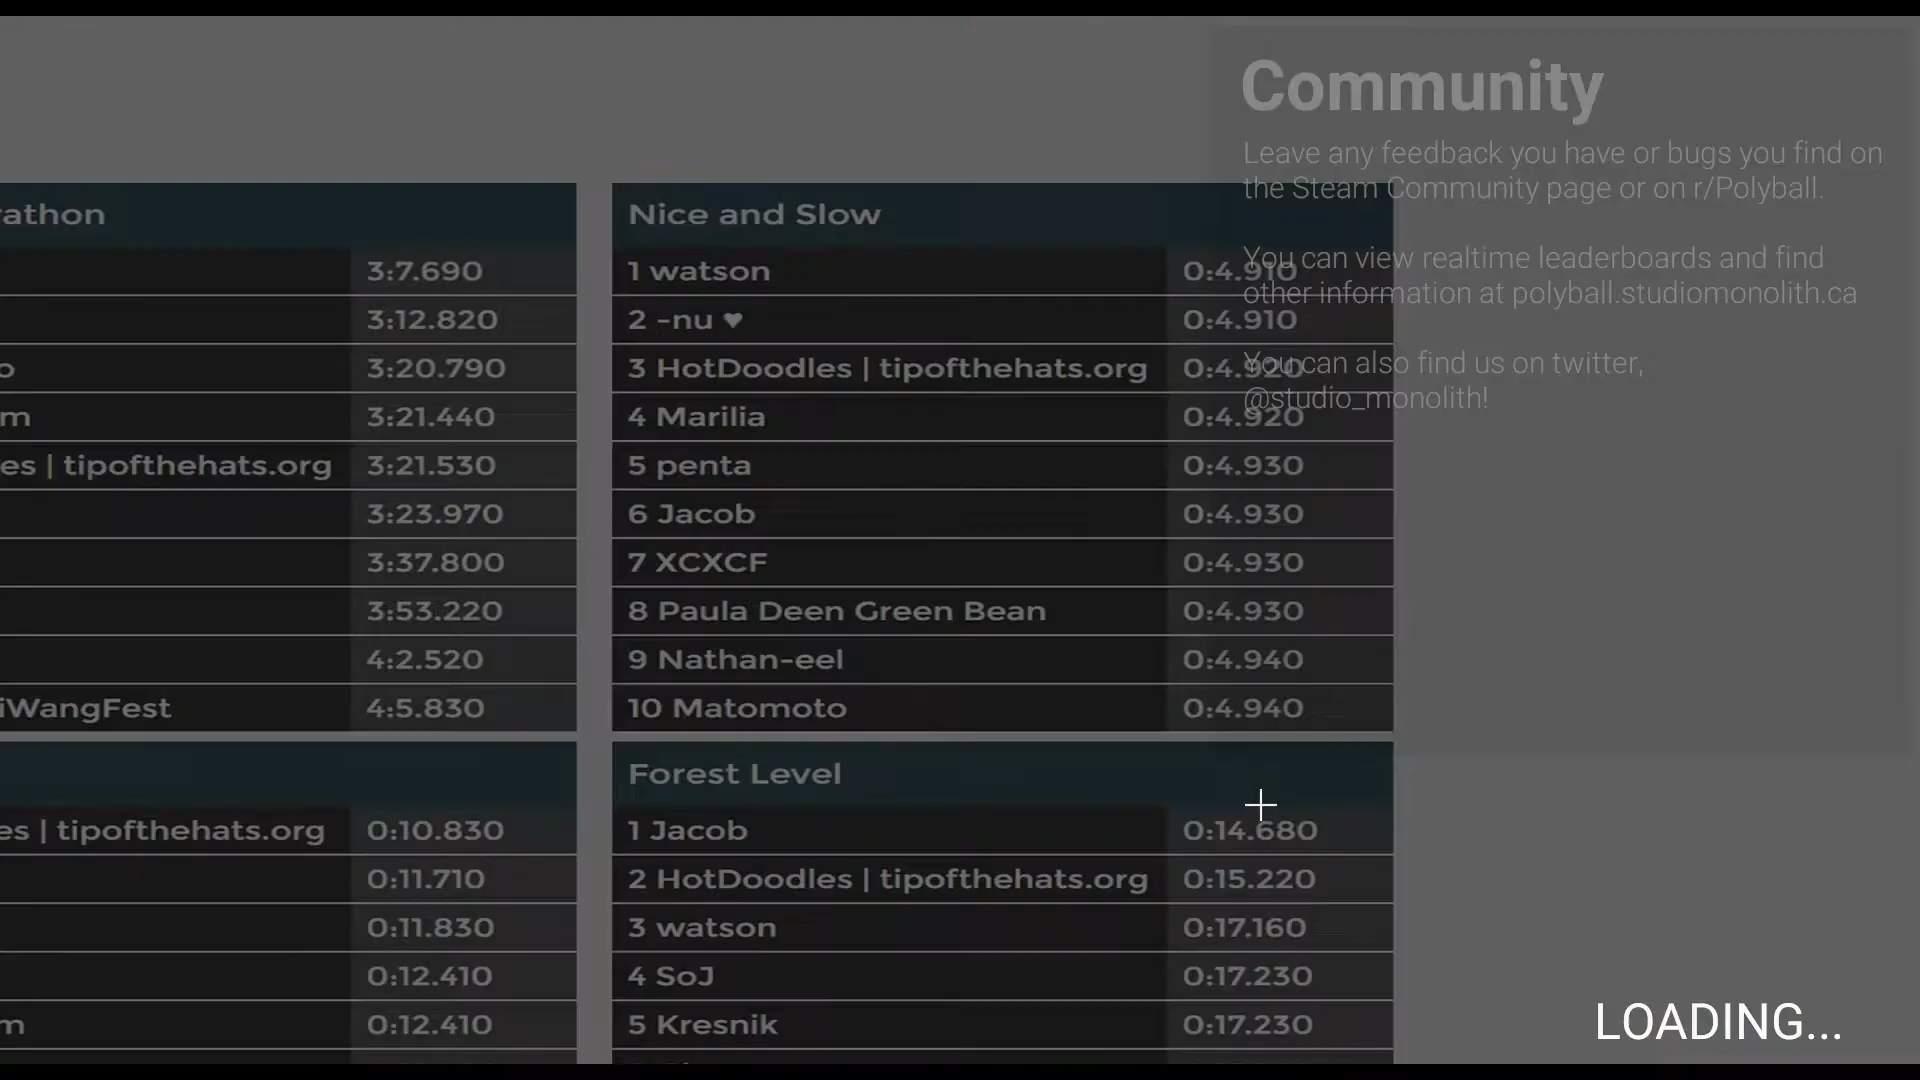 Community
Leave any feedback you have or bugs you find on
the Steam Community page or on r/Polyball.
You can view realtime leaderboards and find
other information at polyball.studiomonolith.ca
You can also find us on twitter,
@studio_monolith!
rathon
3:7.690
3:12.820
o 3:20.790
m 3:21.440
es | tipofthehats.org 3:21.530
3:23.970
3:37.800
3:53.220
4:2.520
iWangFest 4:5.830
Nice and Slow
1 watson 0:4.910
2 -nu ♥ 0:4.910
3 HotDoodles | tipofthehats.org 0:4.920
4 Marilia 0:4.920
5 penta 0:4.930
6 Jacob 0:4.930
7 XCXCF 0:4.930
8 Paula Deen Green Bean 0:4.930
9 Nathan-eel 0:4.940
10 Matomoto 0:4.940
es | tipofthehats.org 0:10.830
0:11.710
0:11.830
0:12.410
m 0:12.410
Forest Level
1 Jacob 0:14.680
2 HotDoodles | tipofthehats.org 0:15.220
3 watson 0:17.160
4 SoJ 0:17.230
5 Kresnik 0:17.230
LOADING...